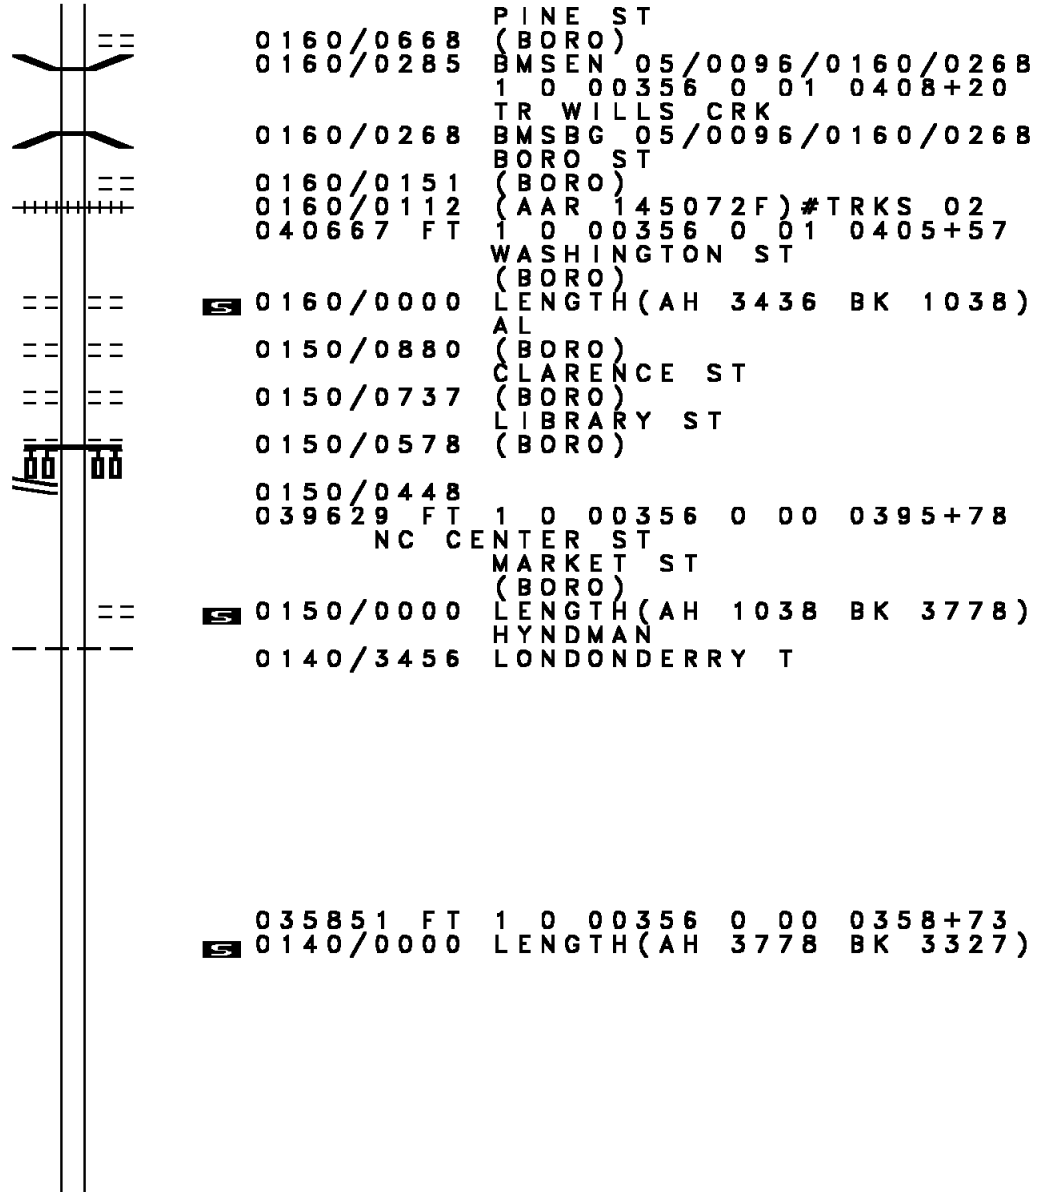 PINE ST
0160/0668 (BORO)
0160/0285 BMSEN 05/0096/0160/0268
1 0 00356 0 01 0408+20
TR WILLS CRK
0160/0268 BMSBG 05/0096/0160/0268
BORO ST
0160/0151 (BORO)
0160/0112 (AAR 145072F)#TRKS 02
040667 FT 1 0 00356 0 01 0405+57
WASHINGTON ST
(BORO)
S 0160/0000 LENGTH(AH 3436 BK 1038)
AL
0150/0880 (BORO)
CLARENCE ST
0150/0737 (BORO)
LIBRARY ST
0150/0578 (BORO)
0150/0448
039629 FT 1 0 00356 0 00 0395+78
NC CENTER ST
MARKET ST
(BORO)
S 0150/0000 LENGTH(AH 1038 BK 3778)
HYNDMAN
0140/3456 LONDONDERRY T
035851 FT 1 0 00356 0 00 0358+73
S 0140/0000 LENGTH(AH 3778 BK 3327)